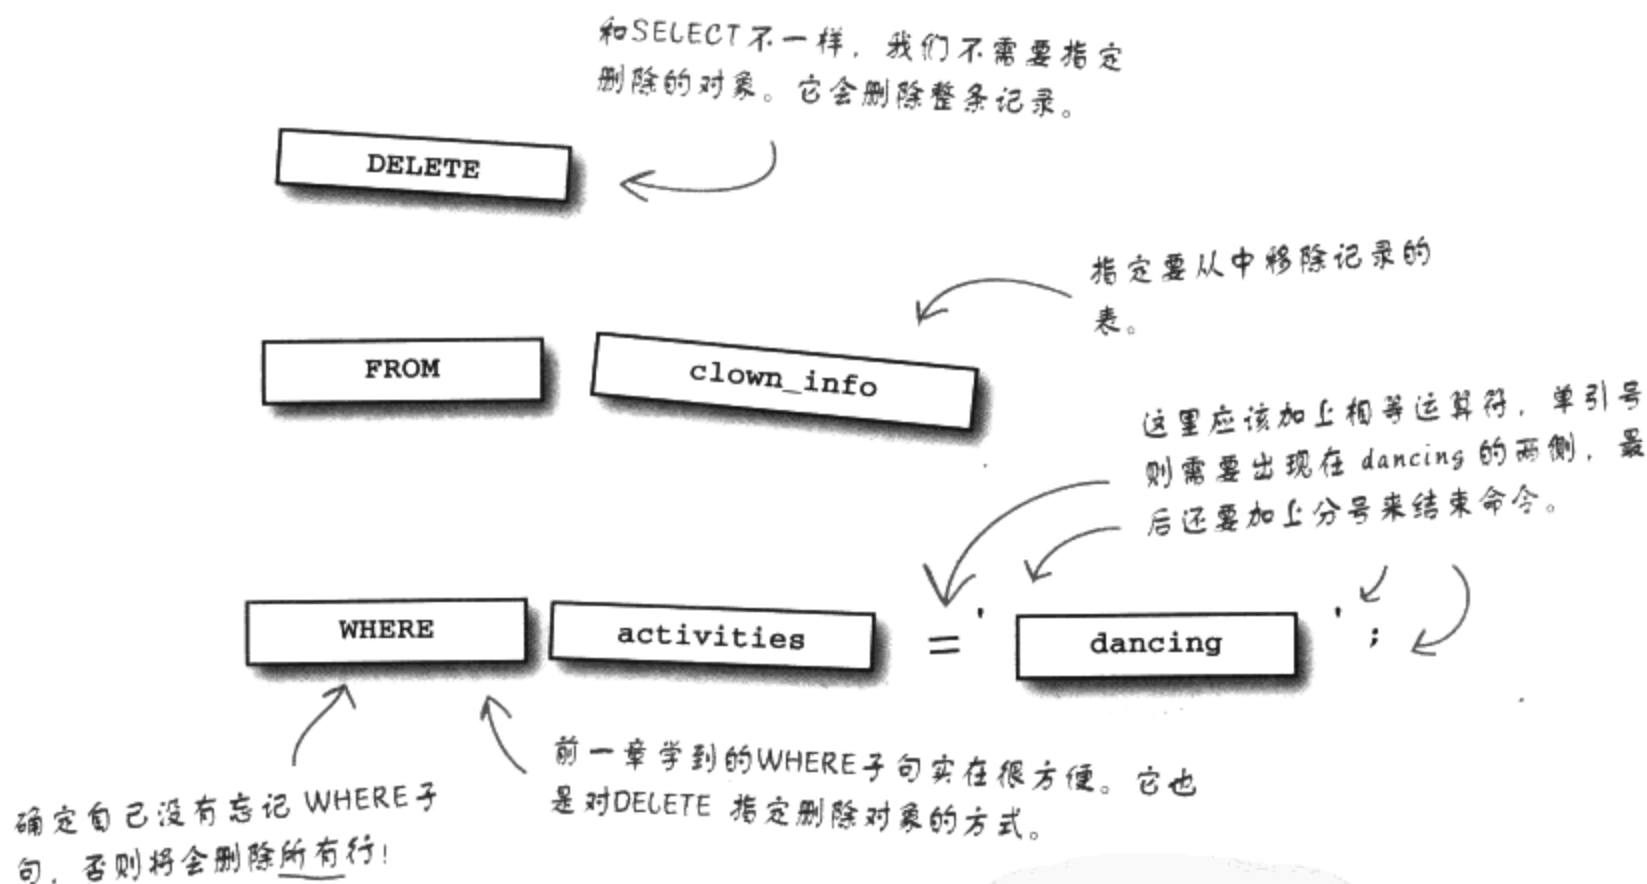 和SELECT不一样，我们不需要指定
删除的对象。它会删除整条记录。
DELETE
指定要从中移除记录的
表。
FROM
clown_info
这里应该加上相等运算符，单引号
则需要出现在 dancing 的两侧，最
后还要加上分号来结束命令。
WHERE activities = ' dancing ' ;
前一章学到的WHERE子句实在很方便。它也
是对DELETE 指定删除对象的方式。
确定自己没有忘记 WHERE子
句，否则将会删除所有行！